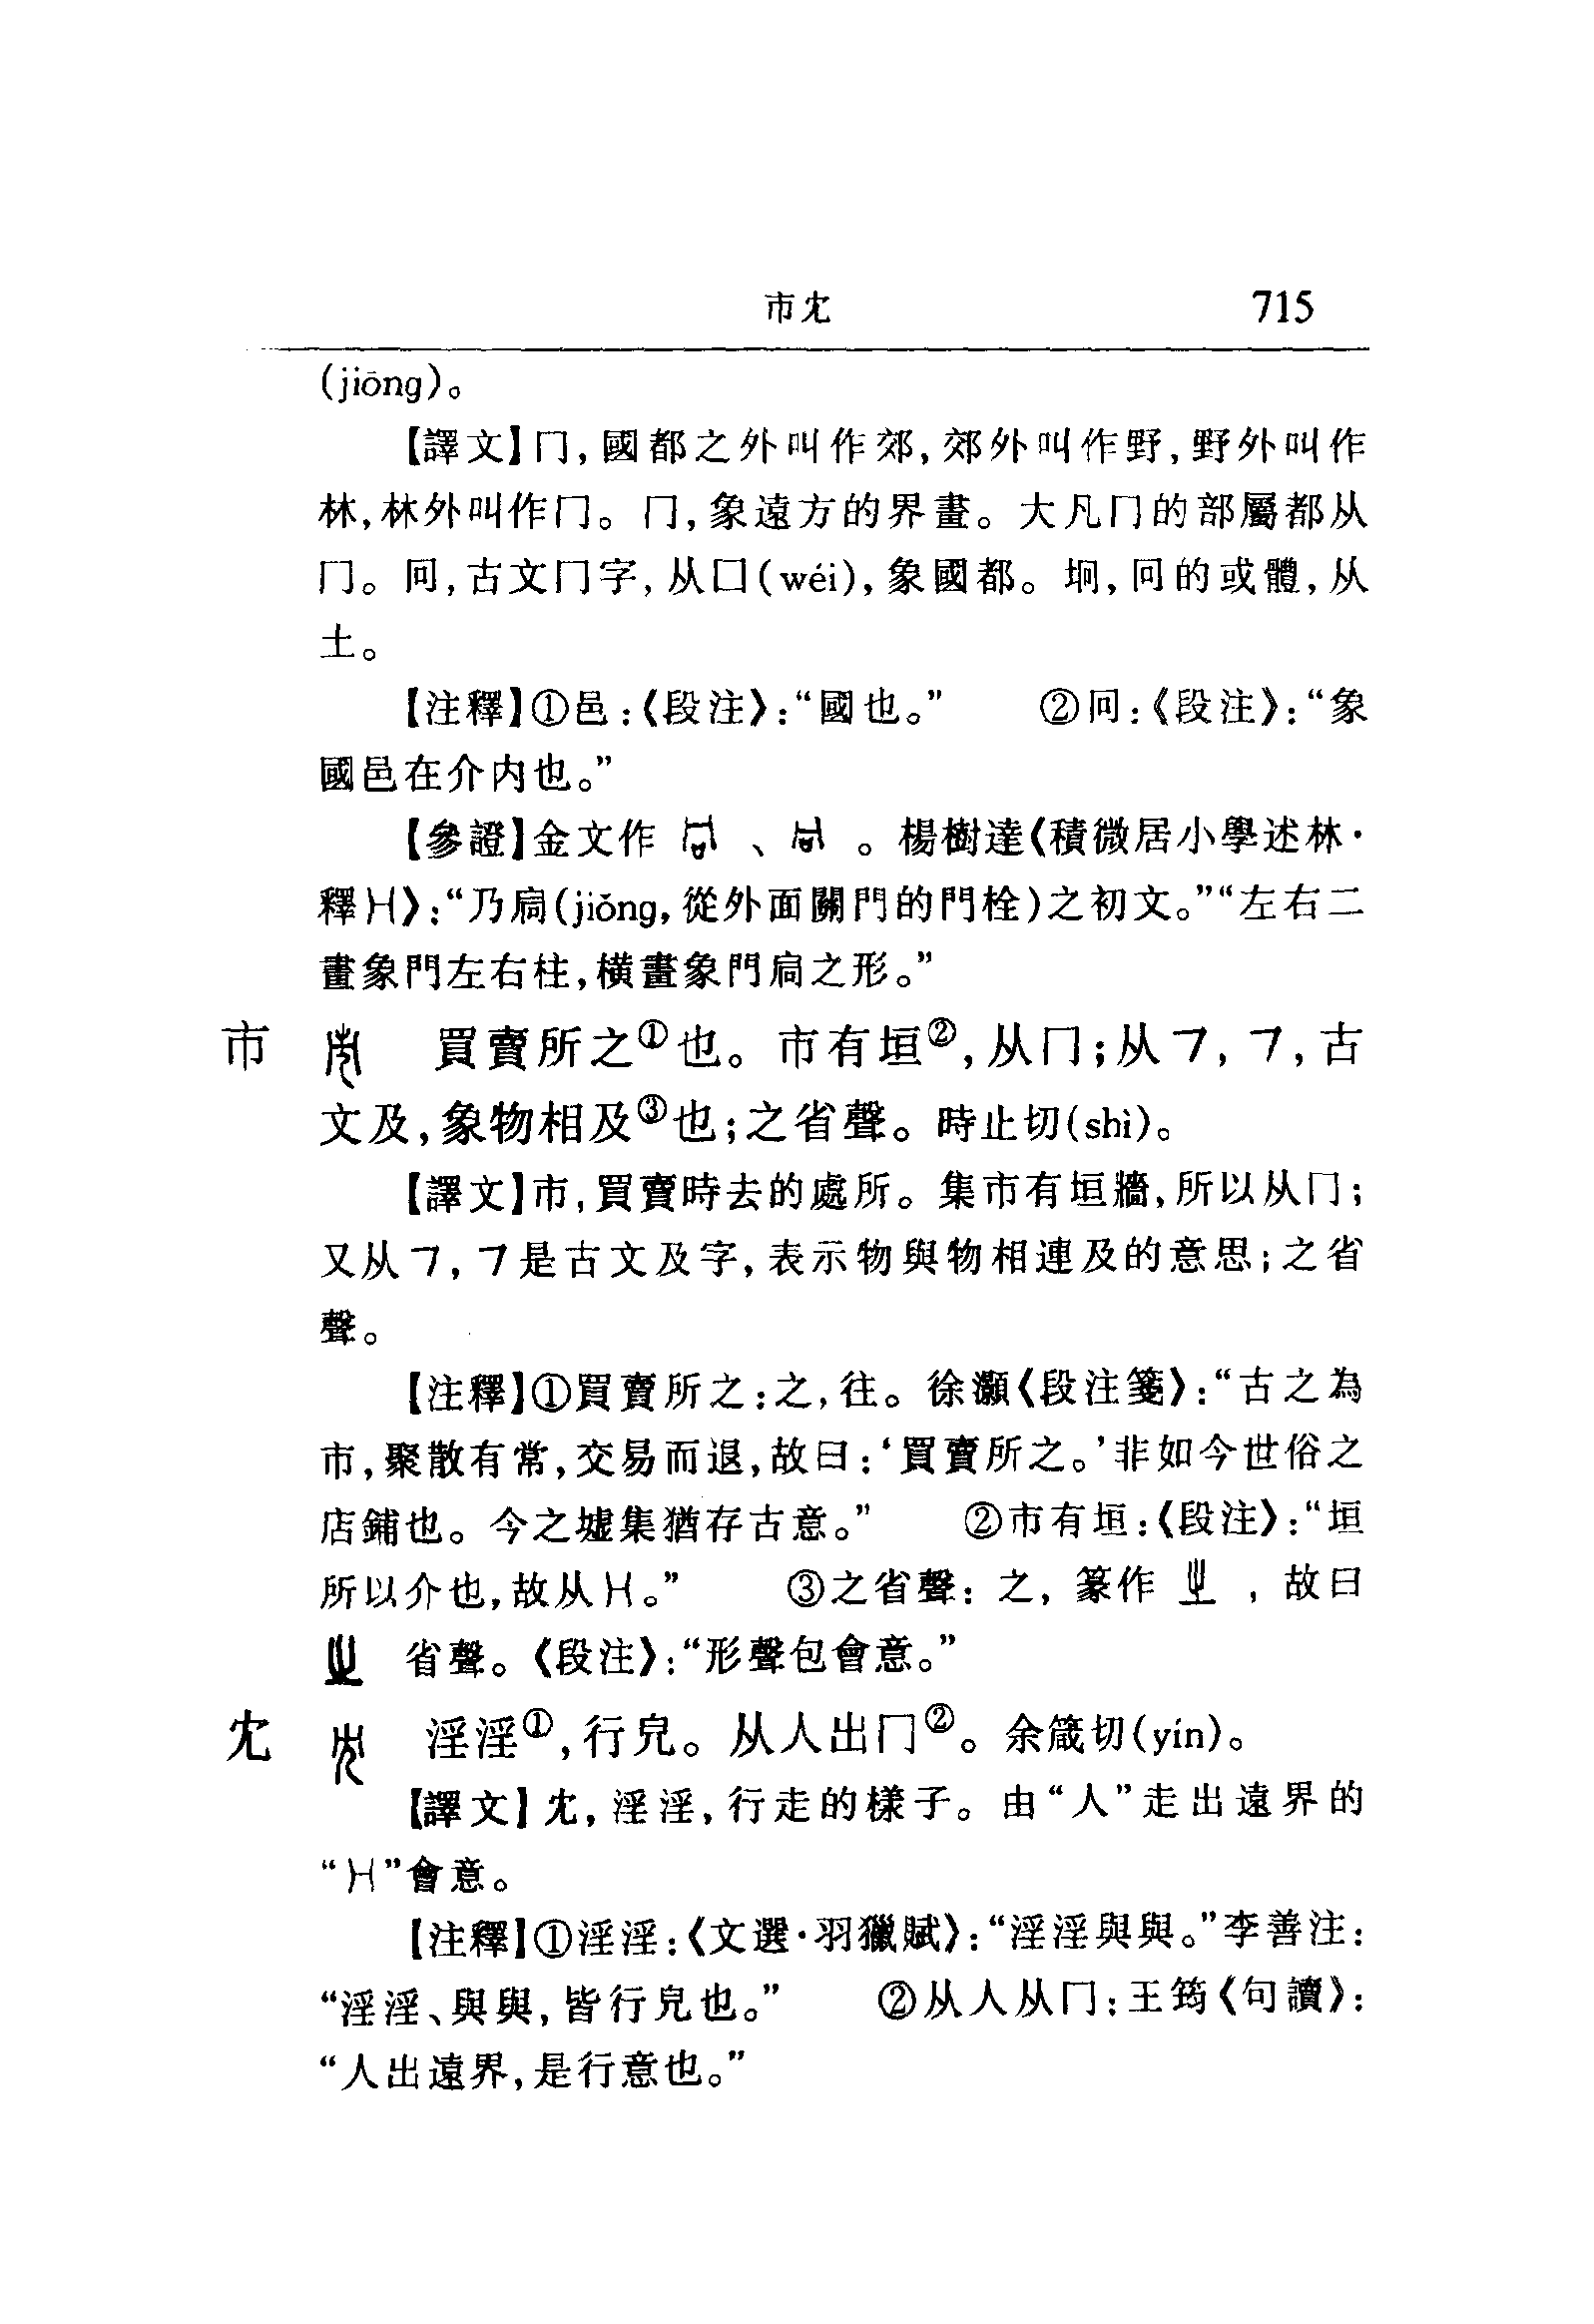 市尤 715
(jiōng)。
【譯文】冂,國都之外叫作郊,郊外叫作野,野外叫作
林,林外叫作冂。冂,象遠方的界畫。大凡冂的部屬都从
冂。冋,古文冂字,从囗(wéi),象國都。坰,冋的或體,从
土。
【注釋】①邑:《段注》:“國也。” ②冋:《段注》:“象
國邑在介内也。”
【參證】金文作 、 。楊樹達《積微居小學述林·
釋冂》:“乃扃(jiōng,從外面關門的門栓)之初文。”“左右二
畫象門左右柱,横畫象門扃之形。”
市 買賣所之①也。市有垣②,从冂;从乛,乛,古
文及,象物相及③也;之省聲。時止切(shì)。
【譯文】市,買賣時去的處所。集市有垣牆,所以从冂;
又从乛,乛是古文及字,表示物與物相連及的意思;之省
聲。
【注釋】①買賣所之:之,往。徐灝《段注箋》:“古之為
市,聚散有常,交易而退,故曰:‘買賣所之。’非如今世俗之
店鋪也。今之墟集猶存古意。” ②市有垣:《段注》:“垣
所以介也,故从冂。” ③之省聲:之,篆作 ,故曰
省聲。《段注》:“形聲包會意。”
冘 淫淫①,行皃。从人出冂②。余箴切(yín)。
【譯文】冘,淫淫,行走的樣子。由“人”走出遠界的
“冂”會意。
【注釋】①淫淫:《文選·羽獵賦》:“淫淫與與。”李善注:
“淫淫、與與,皆行皃也。” ②从人从冂:王筠《句讀》:
“人出遠界,是行意也。”